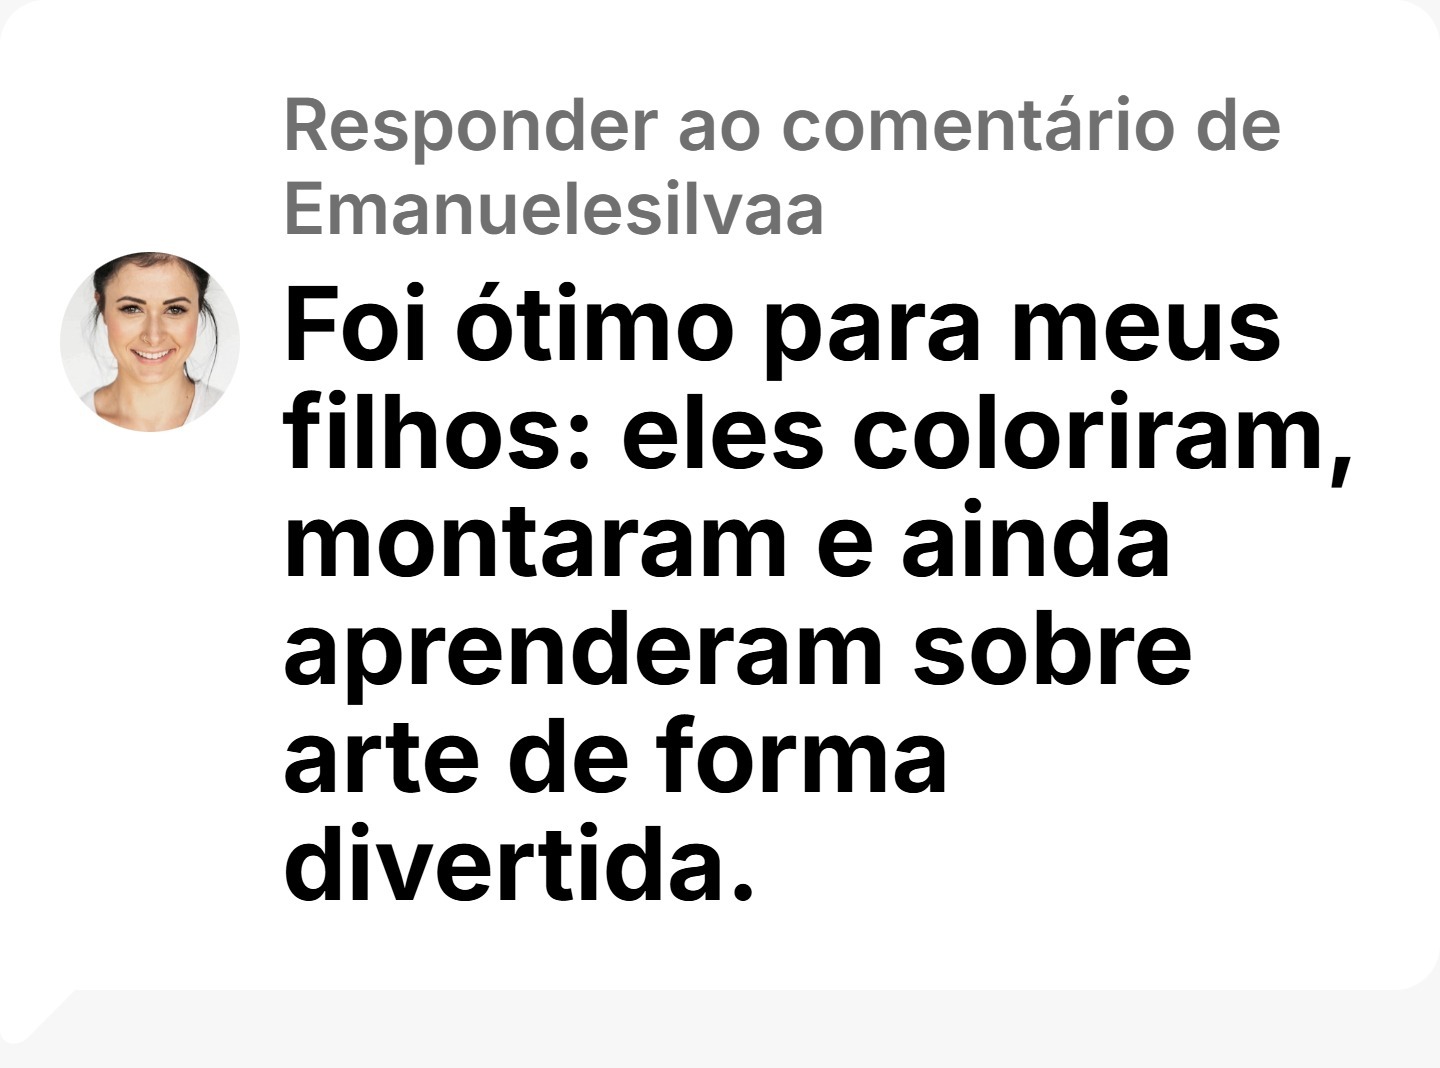 Responder ao comentário de
Emanuelesilvaa
Foi ótimo para meus
filhos: eles coloriram,
montaram e ainda
aprenderam sobre
arte de forma
divertida.